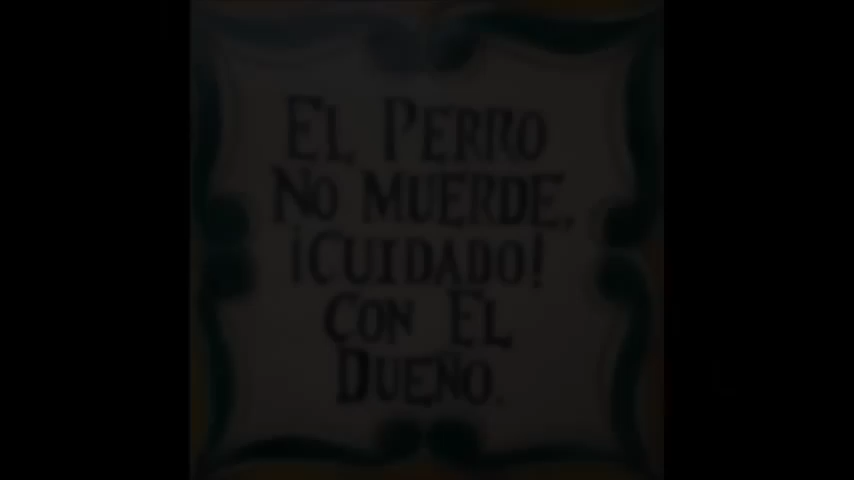 EL PERRO
NO MUERDE,
¡CUIDADO!
CON EL
DUEÑO.